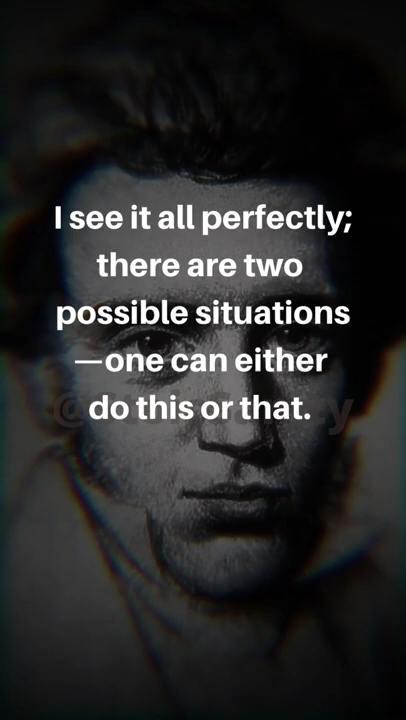 I see it all perfectly;
there are two
possible situations
—one can either
do this or that.